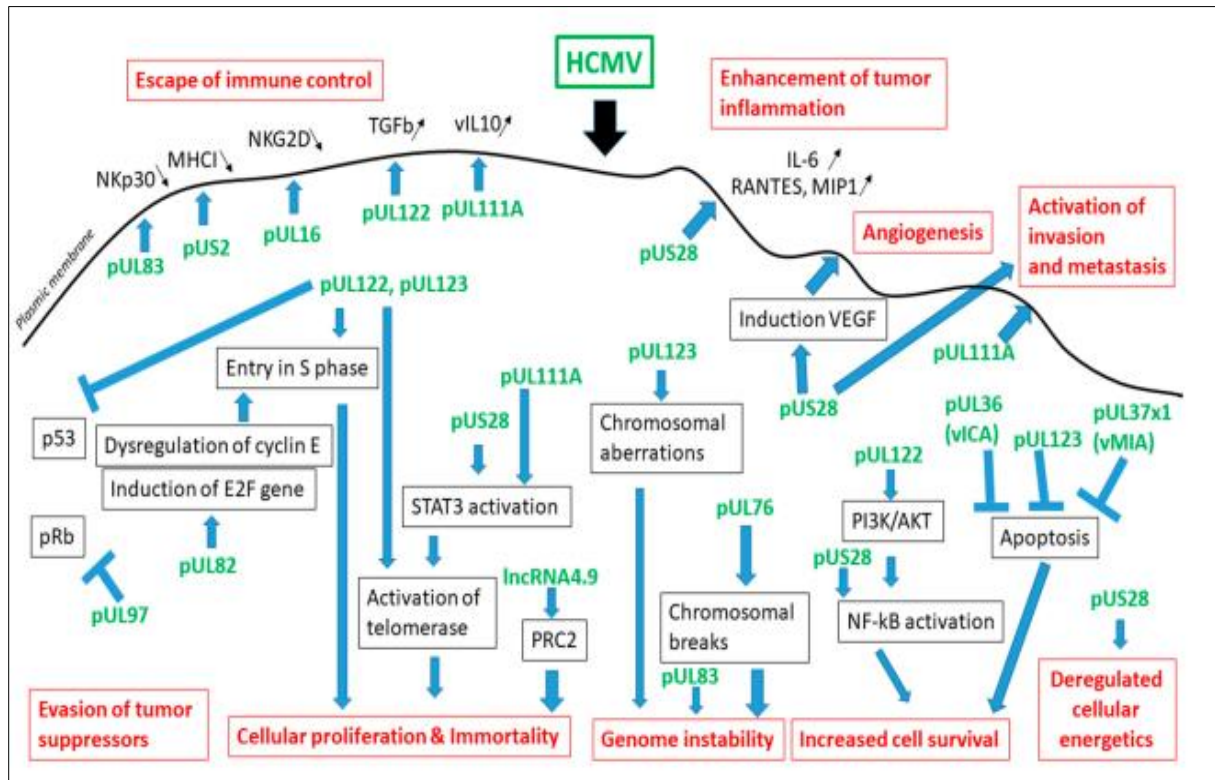 HCMV
Escape of immune control
Enhancement of tumor
inflammation
TGFb
vIL10
NKG2D
MHCI
NKp30
IL-6
RANTES, MIP1
pUL122
pUL111A
pUL16
pUS2
pUL83
pUS28
Angiogenesis
Activation of
invasion
and metastasis
Plasmic membrane
pUL122, pUL123
Induction VEGF
pUL111A
Entry in S phase
pUL123
pUL111A
pUS28
pUS28
p53
Dysregulation of cyclin E
Induction of E2F gene
Chromosomal
aberrations
pUL36
(vICA)
pUL123
pUL37x1
(vMIA)
pUL122
STAT3 activation
pUL76
PI3K/AKT
Apoptosis
pRb
pUL82
pUL97
lncRNA4.9
pUS28
Activation of
telomerase
PRC2
Chromosomal
breaks
NF-kB activation
pUS28
pUL83
Evasion of tumor
suppressors
Cellular proliferation & Immortality
Genome instability
Increased cell survival
Deregulated
cellular
energetics